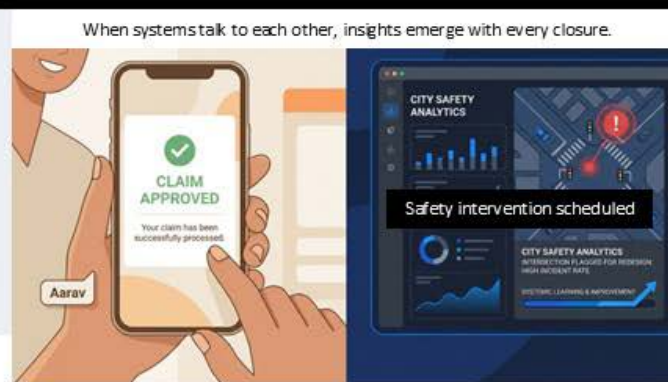 When systems talk to each other, insights emerge with every closure.
CLAIM
APPROVED
Your claim has been
successfully processed.
Aarav
CITY SAFETY
ANALYTICS
Safety intervention scheduled
CITY SAFETY ANALYTICS
INTERSECTION FLAGGED FOR REDESIGN
HIGH INCIDENT RATE
SYSTEMIC LEARNING & IMPROVEMENT